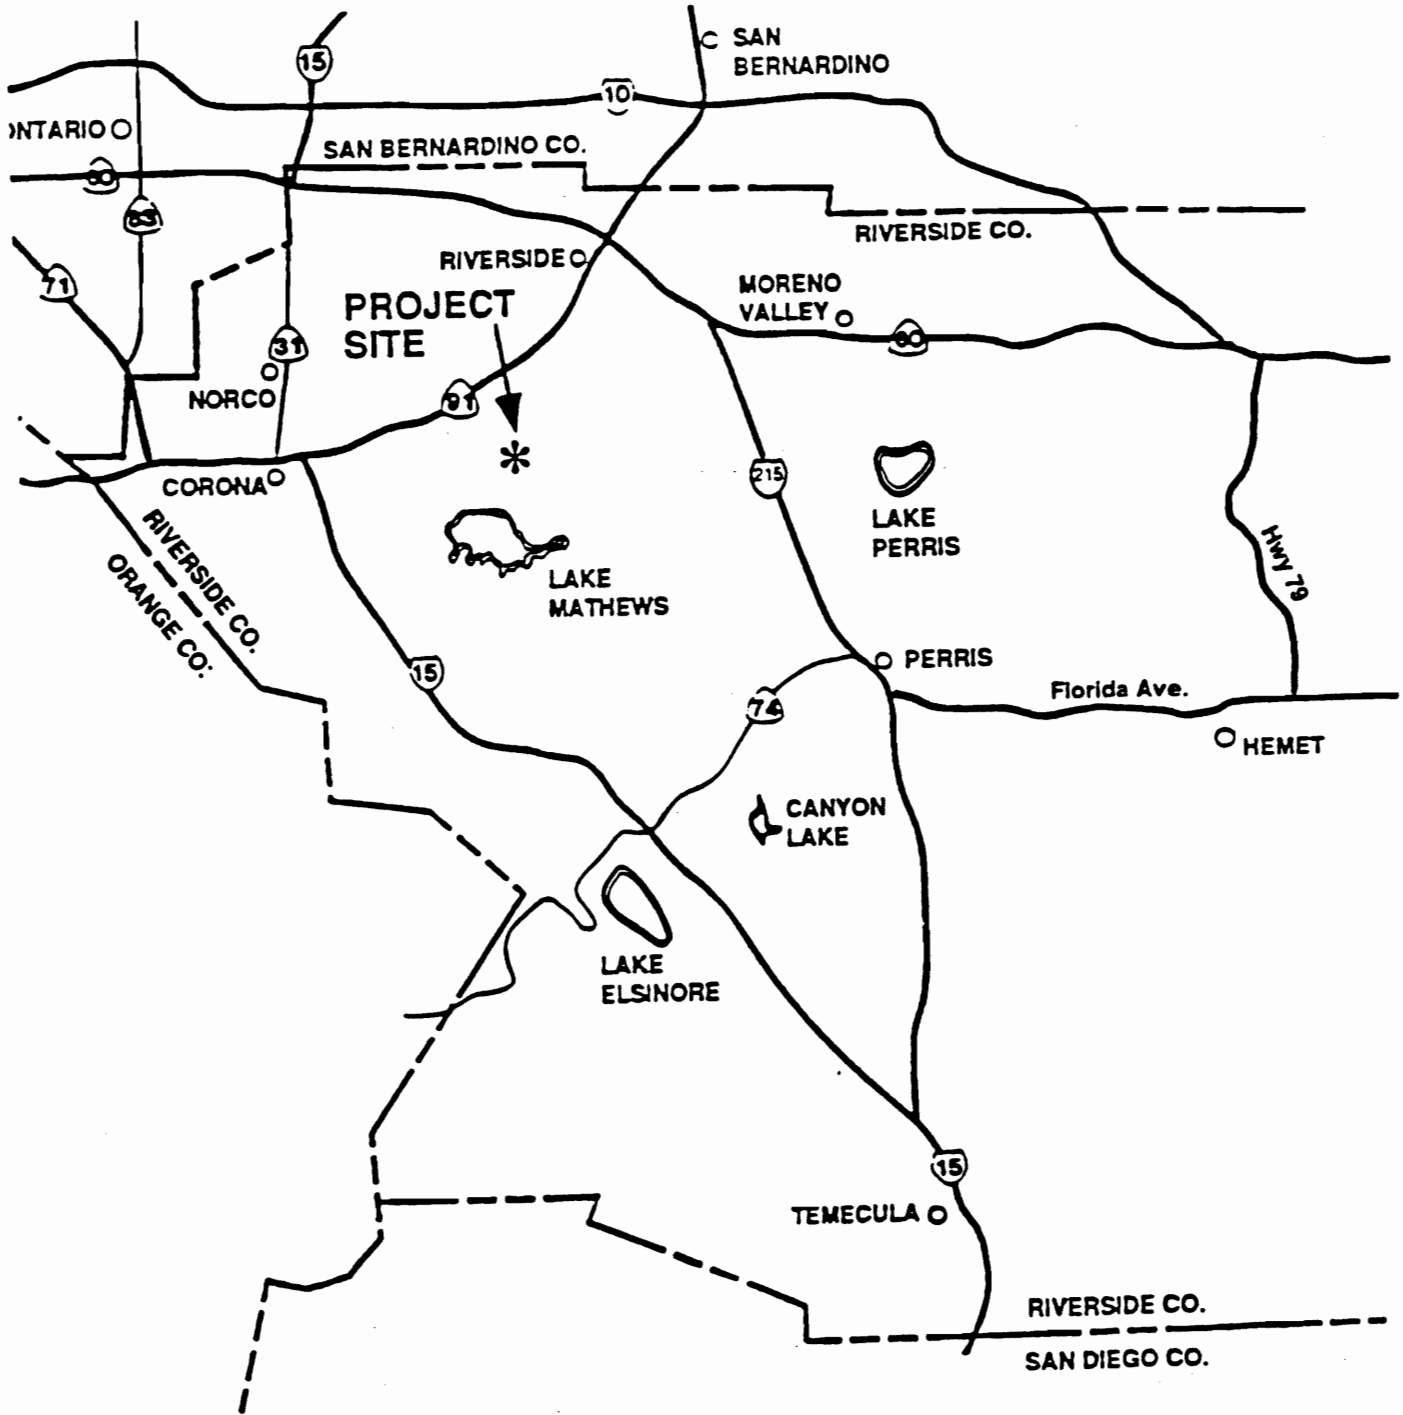 SAN
BERNARDINO
15
10
ONTARIO
SAN BERNARDINO CO.
60
83
RIVERSIDE CO.
RIVERSIDE
71
MORENO
VALLEY
PROJECT
SITE
31
60
NORCO
91
215
CORONA
LAKE
PERRIS
RIVERSIDE CO.
ORANGE CO.
Hwy 79
LAKE
MATHEWS
15
PERRIS
Florida Ave.
74
HEMET
CANYON
LAKE
LAKE
ELSINORE
15
TEMECULA
RIVERSIDE CO.
SAN DIEGO CO.